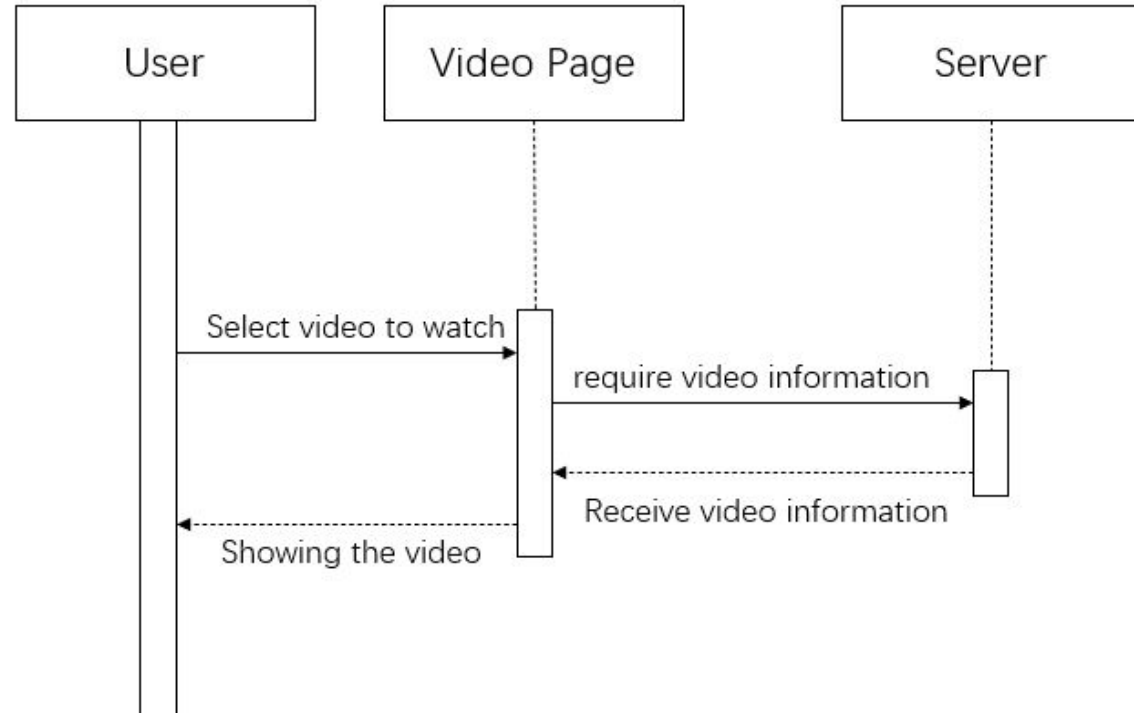 User
Video Page
Server
Select video to watch
require video information
Receive video information
Showing the video